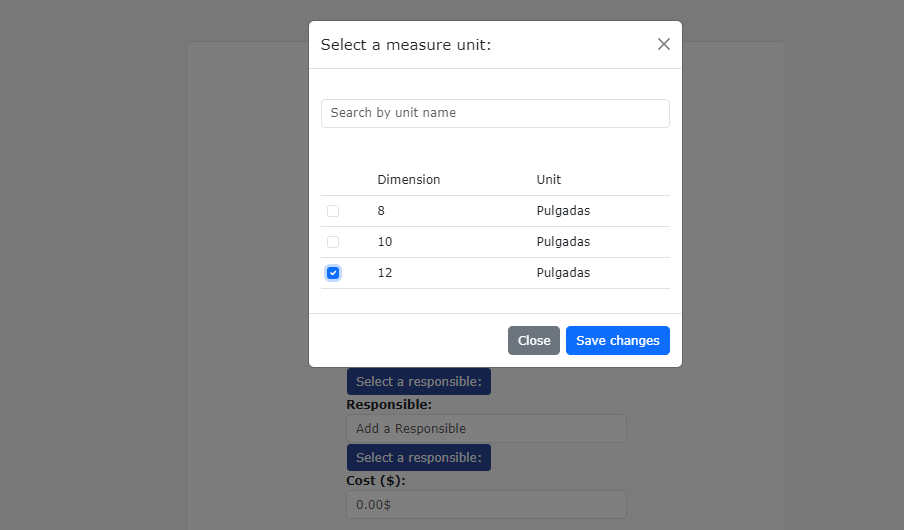 Select a measure unit:
Search by unit name
Dimension Unit
8 Pulgadas
10 Pulgadas
12 Pulgadas
Close Save changes
Select a responsible:
Responsible:
Add a Responsible
Select a responsible:
Cost ($):
0.00$